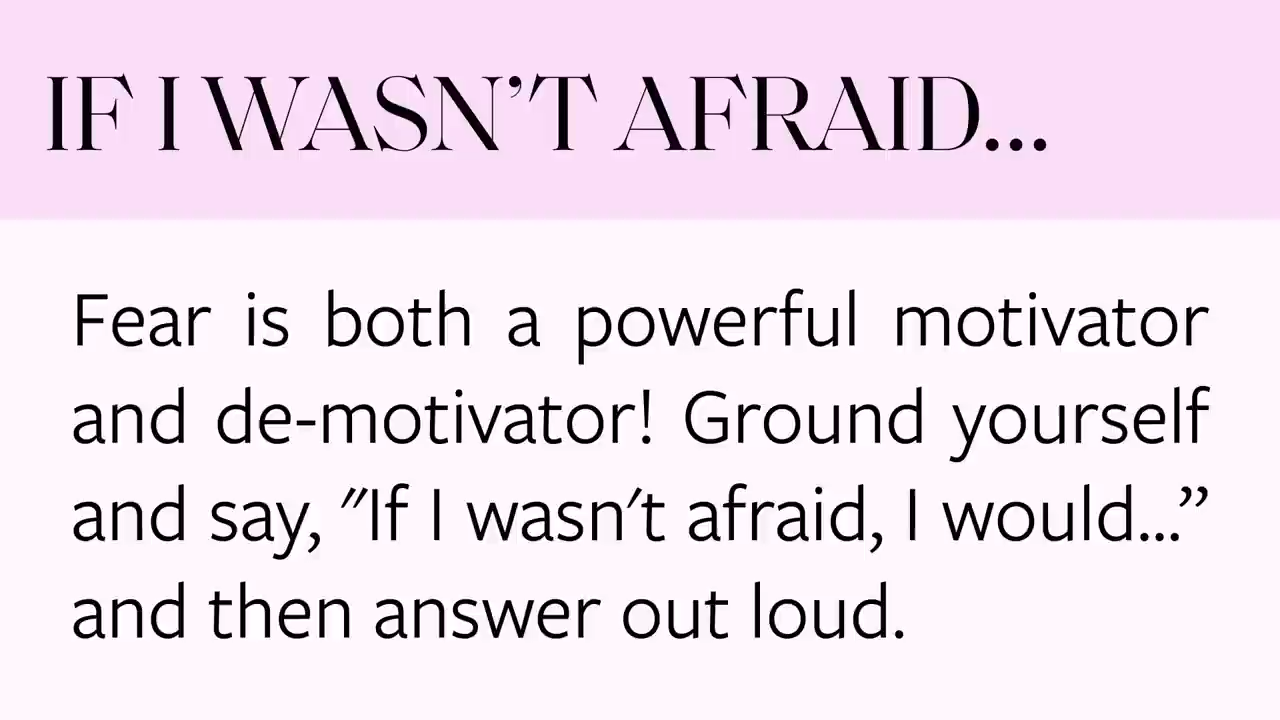 IF I WASN’T AFRAID...
Fear is both a powerful motivator
and de-motivator! Ground yourself
and say, "If I wasn't afraid, I would...”
and then answer out loud.